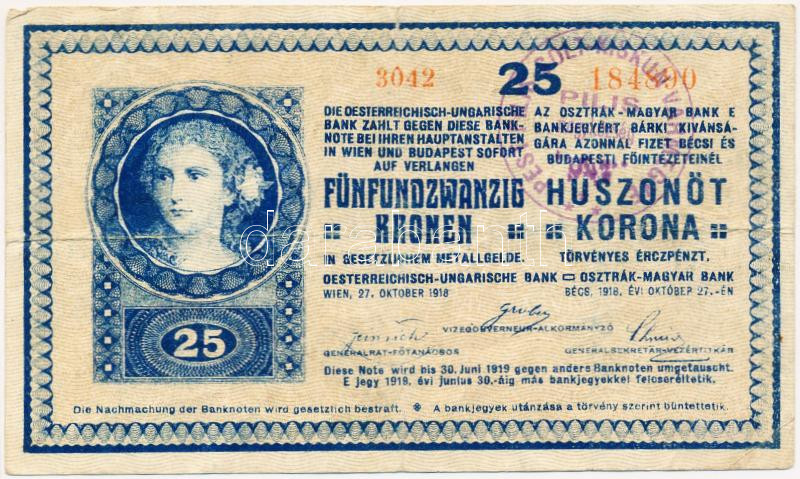 3042 25 184800
DIE OESTERREICHISCH-UNGARISCHE
BANK ZAHLT GEGEN DIESE BANK-
NOTE BEI IHREN HAUPTANSTALTEN
IN WIEN UND BUDAPEST SOFORT
AUF VERLANGEN
FÜNFUNDZWANZIG
KRONEN
IN GESETZLICHEM METALLGELDE.
OESTERREICHISCH-UNGARISCHE BANK
WIEN, 27. OKTOBER 1918
AZ OSZTRÁK-MAGYAR BANK E
BANKJEGYÉRT BÁRKI KIVÁNSÁ-
GÁRA AZONNAL FIZET BÉCSI ÉS
BUDAPESTI FŐINTÉZETEINÉL
HUSZONÖT
KORONA
TÖRVÉNYES ÉRCZPÉNZT.
OSZTRÁK-MAGYAR BANK
BÉCS, 1918. ÉVI OKTÓBER 27.-ÉN
PILIS
25
VIZEGOUVERNEUR-ALKORMÁNYZÓ
GENERALRAT-FŐTANÁCSOS
GENERALSEKRETÄR-VEZÉRTITKÁR
Diese Note wird bis 30. Juni 1919 gegen andere Banknoten umgetauscht.
E jegy 1919. évi junius 30.-áig más bankjegyekkel felcseréltetik.
Die Nachmachung der Banknoten wird gesetzlich bestraft. * A bankjegyek utánzása a törvény szerint büntettetik.
darabanth